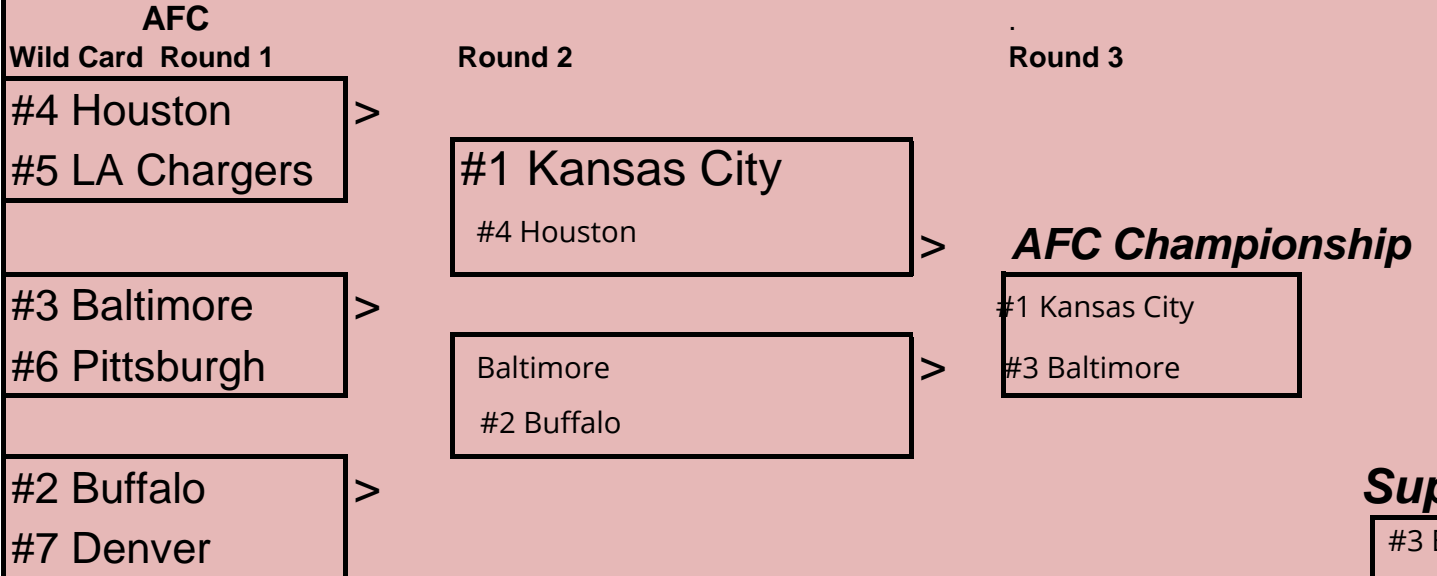 AFC
.
Wild Card Round 1
Round 2
Round 3
#4 Houston
>
#5 LA Chargers
#1 Kansas City
#4 Houston
>
AFC Championship
#3 Baltimore
>
#6 Pittsburgh
Baltimore
#2 Buffalo
>
#1 Kansas City
#3 Baltimore
#2 Buffalo
>
#7 Denver
#3